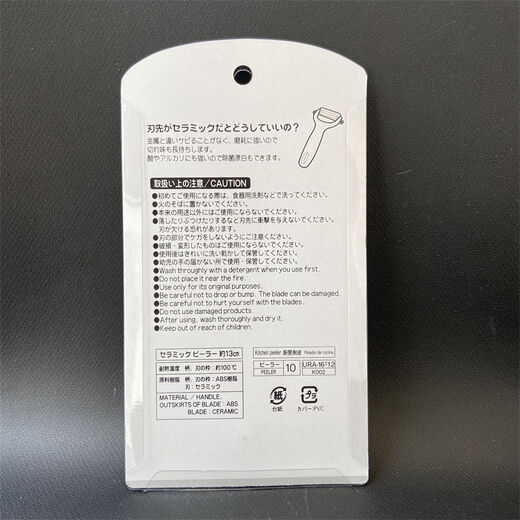 刃先がセラミックだとどうしていいの？
金属と違いサビることがなく、磨耗に強いので
切れ味も長持ちします。
酸やアルカリにも強いので除菌漂白もできます。
取扱い上の注意/CAUTION
●初めてご使用になる際は、食器用洗剤などで洗ってください。
●火のそばに置かないでください。
●本来の用途以外にはご使用にならないでください。
●落したりぶつけたりするなど刃先に衝撃を与えないでください。
刃が欠ける恐れがあります。
●刃の部分でケガをしないようにご注意ください。
●破損・変形したものはご使用にならないでください。
●使用後はきれいに洗い乾かして保管してください。
●幼児の手の届かない所で使用・保管してください。
●Wash throughly with a detergent when you use first.
●Do not place it near the fire.
●Use only for its original purposes.
●Be careful not to drop or bump. The blade can be damaged.
●Be careful not to hurt yourself with the blades.
●Do not use damaged products.
●After using, wash throughly and dry it.
●Keep out of reach of children.
セラミック ピーラー 約13cm
耐熱温度 柄、刃の枠：約100℃
原料樹脂 柄、刃の枠：ABS樹脂
刃：セラミック
MATERIAL / HANDLE,
OUTSKIRTS OF BLADE : ABS
BLADE : CERAMIC
Kitchen peeler 厨房削皮 Pelador de cocina
ピーラー
PEELER
10
URA-16『12
K002
紙
台紙
プラ
カバー:PVC